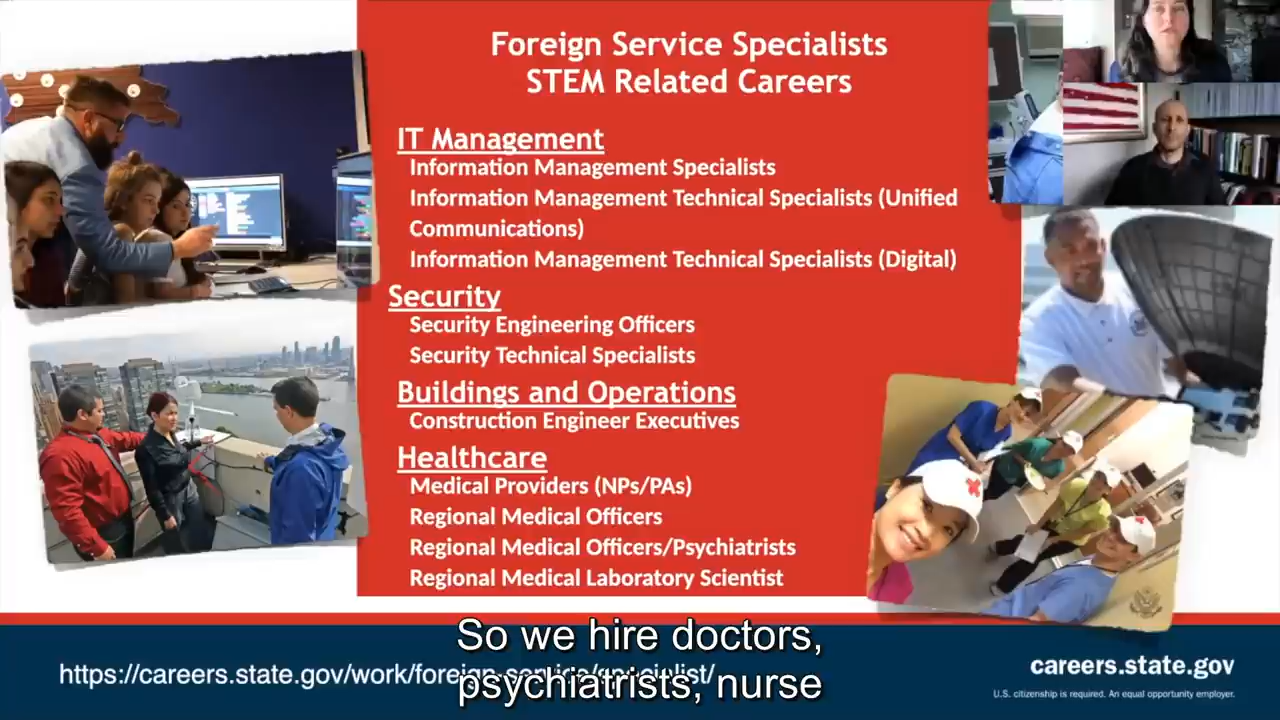 Foreign Service Specialists
STEM Related Careers
IT Management
Information Management Specialists
Information Management Technical Specialists (Unified
Communications)
Information Management Technical Specialists (Digital)
Security
Security Engineering Officers
Security Technical Specialists
Buildings and Operations
Construction Engineer Executives
Healthcare
Medical Providers (NPs/PAs)
Regional Medical Officers
Regional Medical Officers/Psychiatrists
Regional Medical Laboratory Scientist
So we hire doctors,
psychiatrists, nurse
https://careers.state.gov/work/foreign-service/specialist/
careers.state.gov
U.S. citizenship is required. An equal opportunity employer.